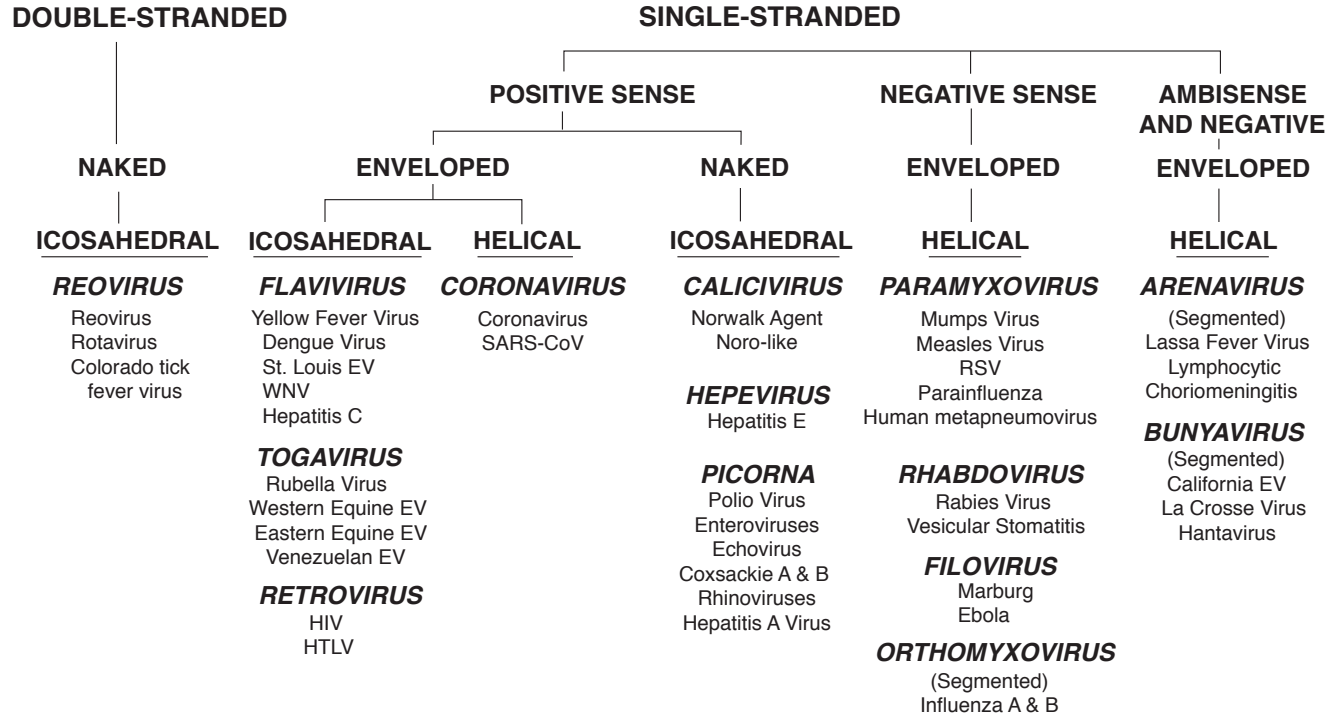 DOUBLE-STRANDED
SINGLE-STRANDED
POSITIVE SENSE
NEGATIVE SENSE
AMBISENSE
AND NEGATIVE
NAKED
ENVELOPED
NAKED
ENVELOPED
ENVELOPED
ICOSAHEDRAL
ICOSAHEDRAL
HELICAL
ICOSAHEDRAL
HELICAL
HELICAL
REOVIRUS
Reovirus
Rotavirus
Colorado tick
fever virus
FLAVIVIRUS
Yellow Fever Virus
Dengue Virus
St. Louis EV
WNV
Hepatitis C
TOGAVIRUS
Rubella Virus
Western Equine EV
Eastern Equine EV
Venezuelan EV
RETROVIRUS
HIV
HTLV
CORONAVIRUS
Coronavirus
SARS-CoV
CALICIVIRUS
Norwalk Agent
Noro-like
HEPEVIRUS
Hepatitis E
PICORNA
Polio Virus
Enteroviruses
Echovirus
Coxsackie A & B
Rhinoviruses
Hepatitis A Virus
PARAMYXOVIRUS
Mumps Virus
Measles Virus
RSV
Parainfluenza
Human metapneumovirus
RHABDOVIRUS
Rabies Virus
Vesicular Stomatitis
FILOVIRUS
Marburg
Ebola
ORTHOMYXOVIRUS
(Segmented)
Influenza A & B
ARENAVIRUS
(Segmented)
Lassa Fever Virus
Lymphocytic
Choriomeningitis
BUNYAVIRUS
(Segmented)
California EV
La Crosse Virus
Hantavirus